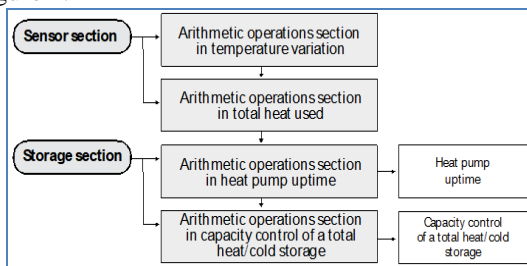 Sensor section
Arithmetic operations section
in temperature variation
Arithmetic operations section
in total heat used
Storage section
Arithmetic operations section
in heat pump uptime
Heat pump
uptime
Arithmetic operations section
in capacity control of a total
heat/cold storage
Capacity control
of a total heat/cold
storage